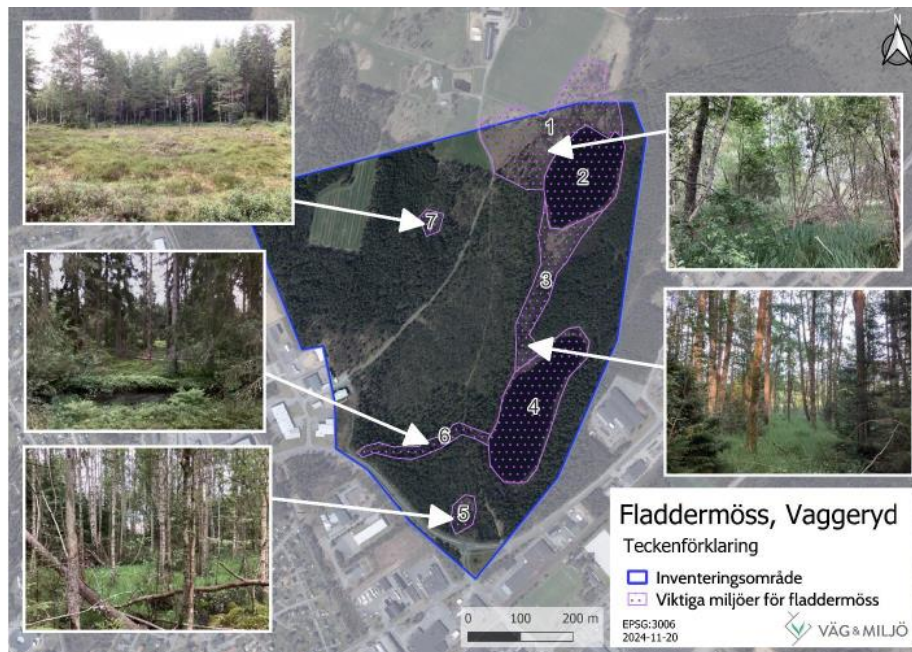 N
1
2
7
3
4
6
5
Fladdermöss, Vaggeryd
Teckenförklaring
Inventeringsområde
Viktiga miljöer för fladdermöss
0 100 200 m
EPSG:3006
2024-11-20
VÄG & MILJÖ